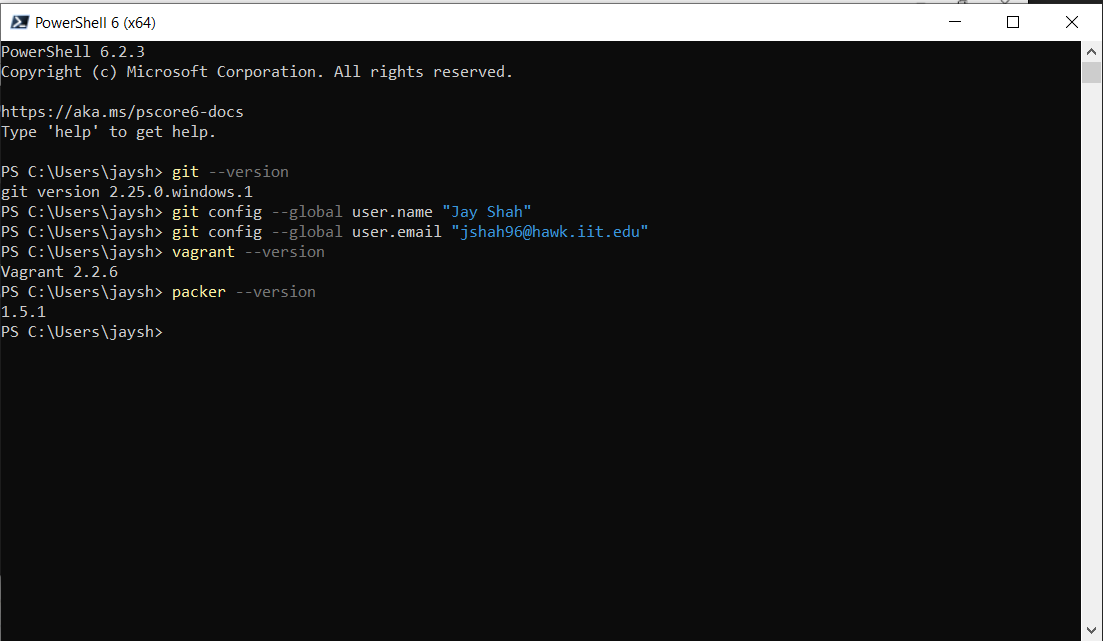 PowerShell 6 (x64)
PowerShell 6.2.3
Copyright (c) Microsoft Corporation. All rights reserved.
https://aka.ms/pscore6-docs
Type 'help' to get help.
PS C:\Users\jaysh> git --version
git version 2.25.0.windows.1
PS C:\Users\jaysh> git config --global user.name "Jay Shah"
PS C:\Users\jaysh> git config --global user.email "jshah96@hawk.iit.edu"
PS C:\Users\jaysh> vagrant --version
Vagrant 2.2.6
PS C:\Users\jaysh> packer --version
1.5.1
PS C:\Users\jaysh>